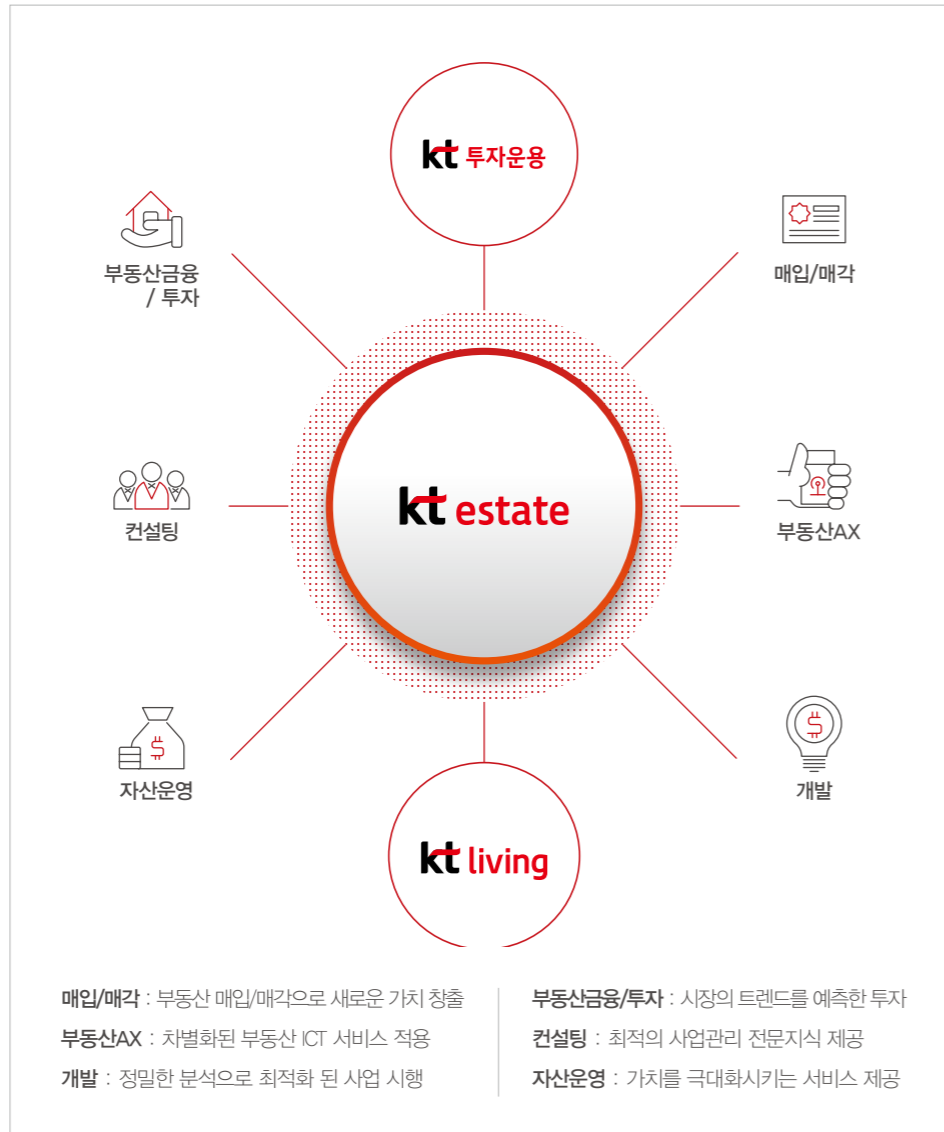 kt 투자운용
부동산금융
/ 투자
매입/매각
kt estate
컨설팅
부동산AX
자산운영
개발
kt living
매입/매각 : 부동산 매입/매각으로 새로운 가치 창출
부동산AX : 차별화된 부동산 ICT 서비스 적용
개발 : 정밀한 분석으로 최적화 된 사업 시행
부동산금융/투자 : 시장의 트렌드를 예측한 투자
컨설팅 : 최적의 사업관리 전문지식 제공
자산운영 : 가치를 극대화시키는 서비스 제공